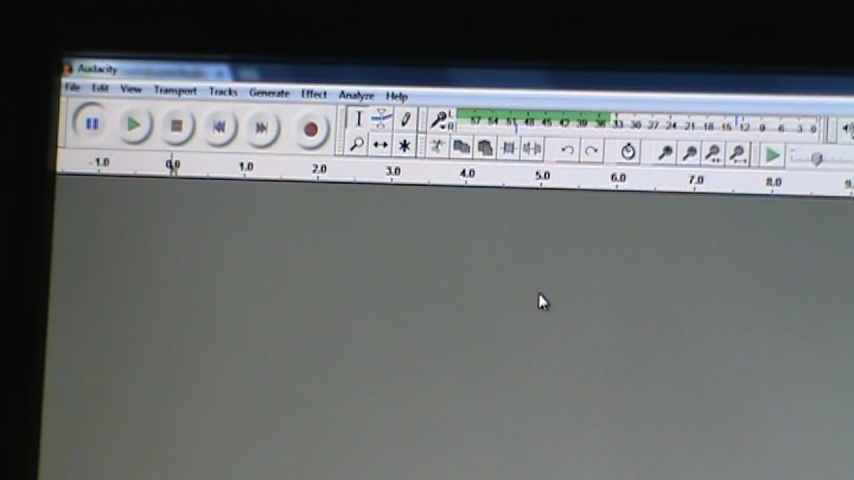 Audacity
File Edit View Transport Tracks Generate Effect Analyze Help
L
R
57 54 51 48 45 42 39 36 33 30 27 24 21 18 15 12 9 6 3 0
-1.0 0.0 1.0 2.0 3.0 4.0 5.0 6.0 7.0 8.0